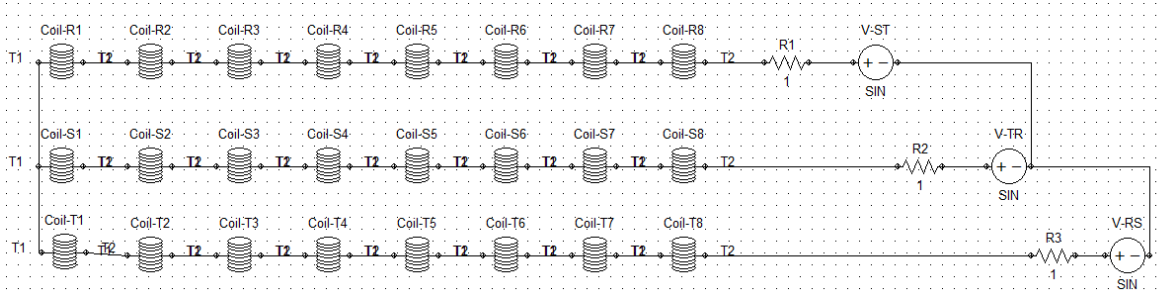 Coil-R1 Coil-R2 Coil-R3 Coil-R4 Coil-R5 Coil-R6 Coil-R7 Coil-R8 V-ST
R1
T1 T2 T2 T2 T2 T2 T2 T2 T2
1
SIN
Coil-S1 Coil-S2 Coil-S3 Coil-S4 Coil-S5 Coil-S6 Coil-S7 Coil-S8 V-TR
R2
T1 T2 T2 T2 T2 T2 T2 T2 T2
1
SIN
Coil-T1 Coil-T2 Coil-T3 Coil-T4 Coil-T5 Coil-T6 Coil-T7 Coil-T8 V-RS
R3
T1 T2 T2 T2 T2 T2 T2 T2 T2
1
SIN